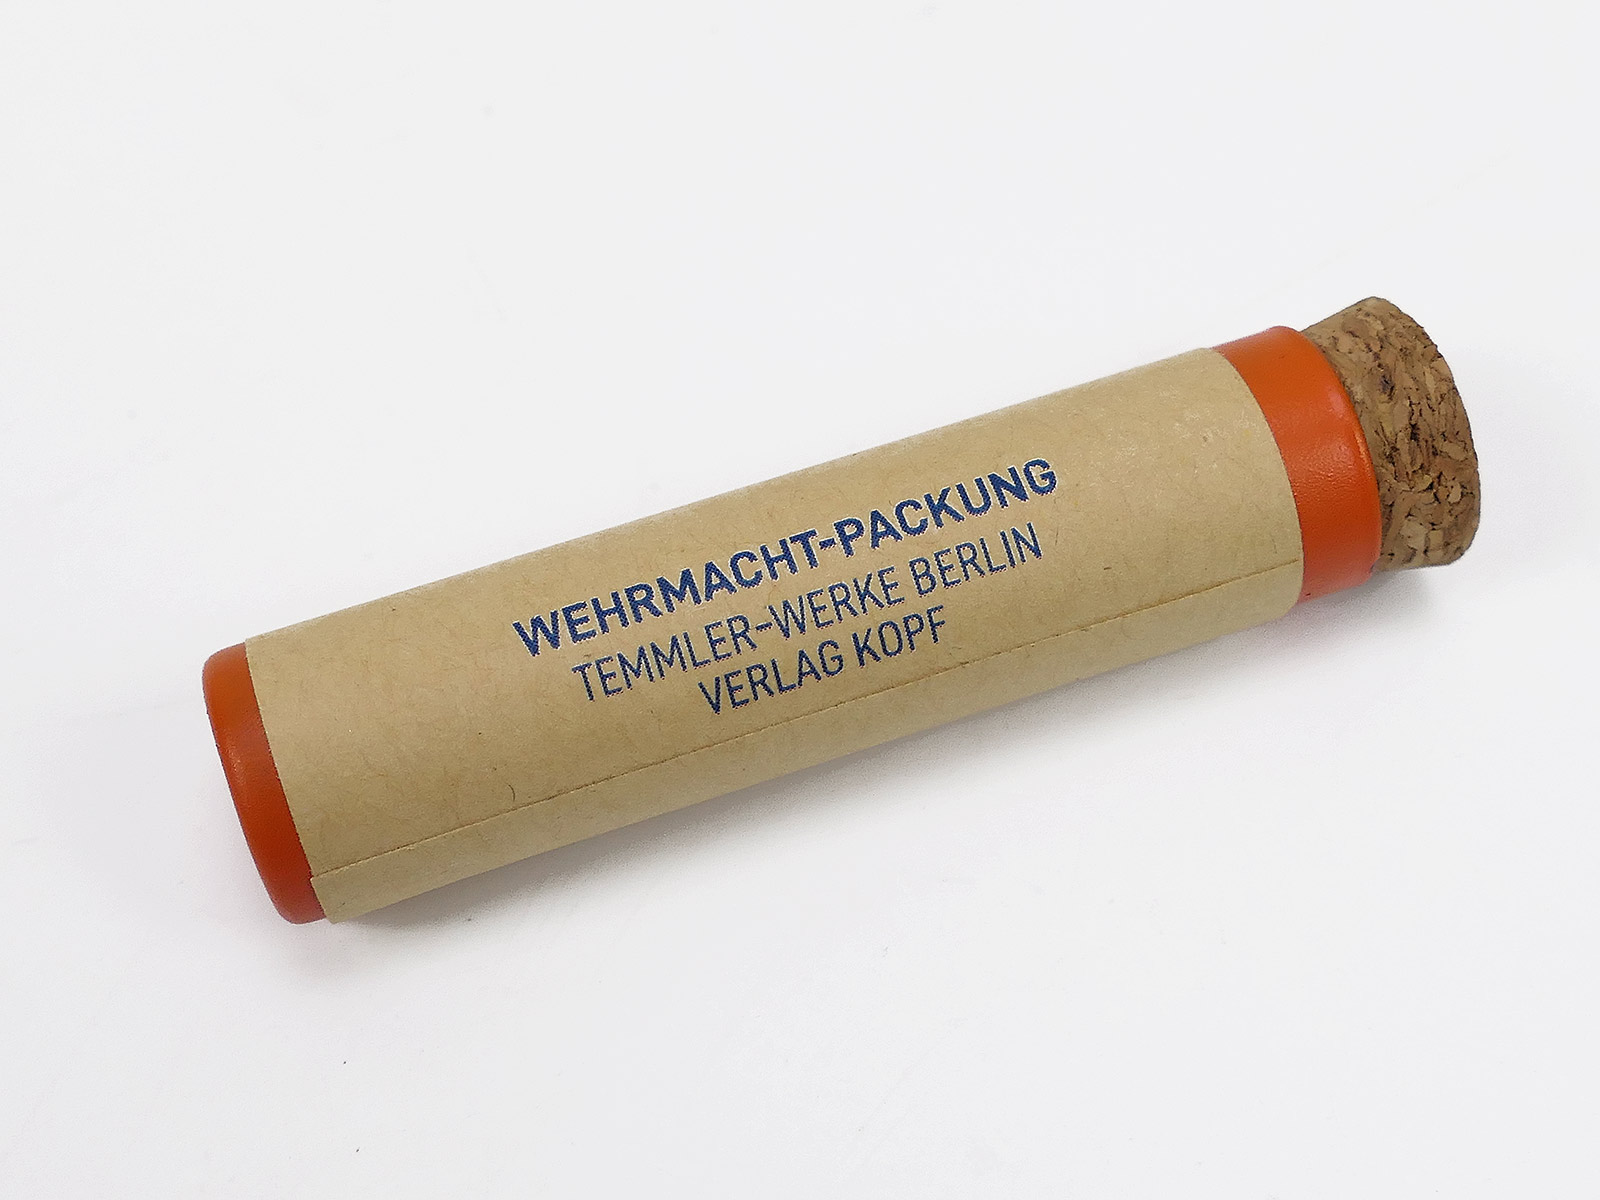 WEHRMACHT-PACKUNG
TEMMLER-WERKE BERLIN
VERLAG KOPF